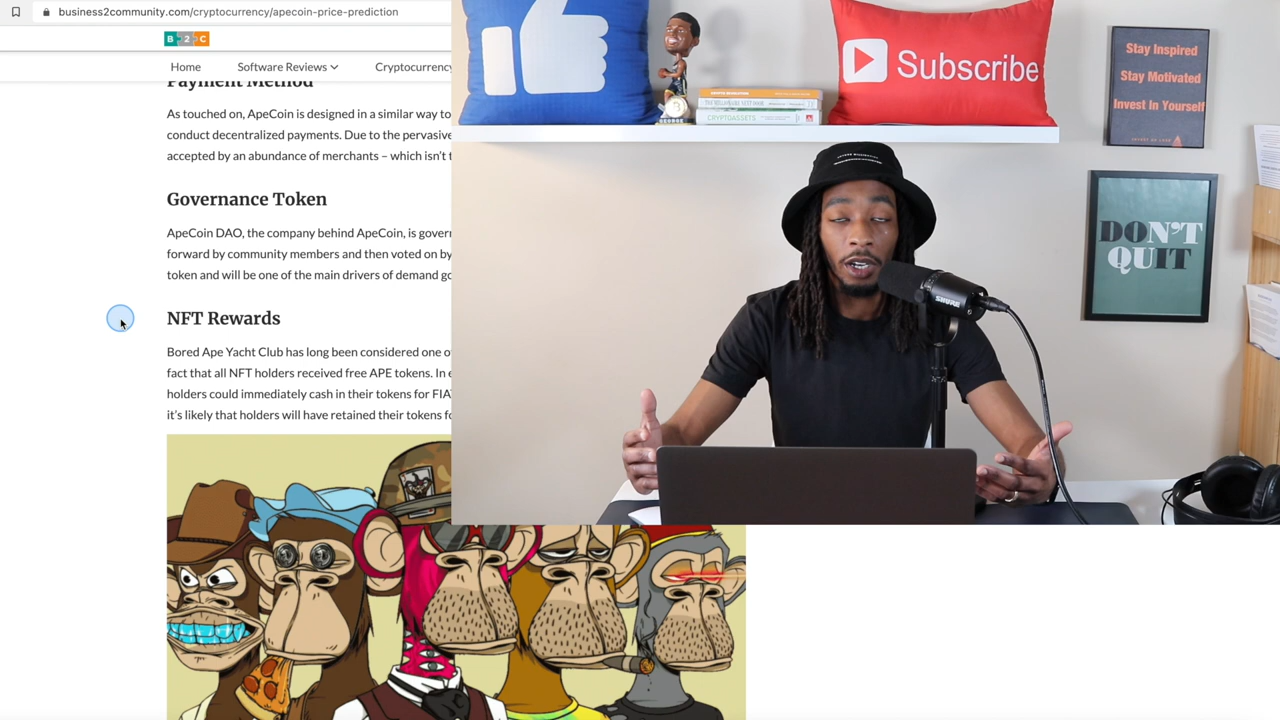 business2community.com/cryptocurrency/apecoin-price-prediction
B 2 C
Home Software Reviews Cryptocurrency
Payment Method
As touched on, ApeCoin is designed in a similar way to
conduct decentralized payments. Due to the pervasive
accepted by an abundance of merchants – which isn't
Governance Token
ApeCoin DAO, the company behind ApeCoin, is
forward by community members and then voted on by
token and will be one of the main drivers of demand
NFT Rewards
Bored Ape Yacht Club has long been considered one
fact that all NFT holders received free APE tokens. In
holders could immediately cash in their tokens for FIA
it's likely that holders will have retained their tokens
Subscribe
CRYPTOASSETS
GEORGE
Stay Inspired
Stay Motivated
Invest In Yourself
DON'T
QUIT
SHURE